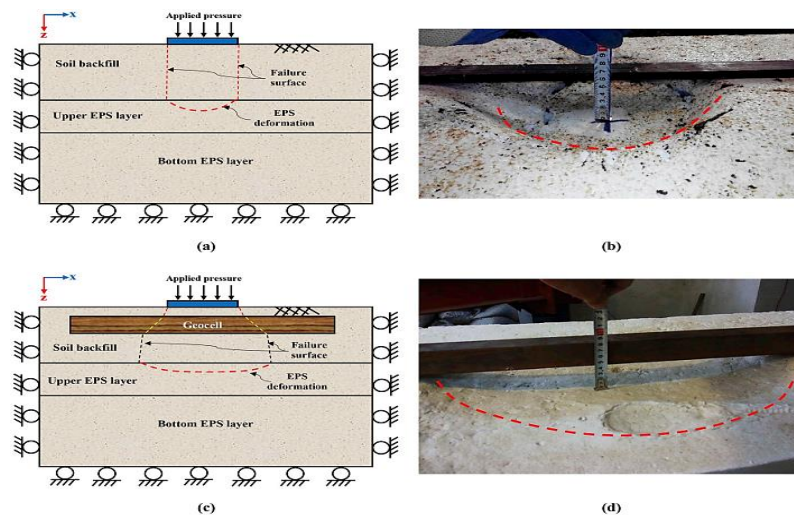 Applied pressure
X
Z
Soil backfill
Failure
surface
Upper EPS layer
EPS
deformation
Bottom EPS layer
(a)
(b)
Applied pressure
X
Z
Geocell
Soil backfill
Failure
surface
Upper EPS layer
EPS
deformation
Bottom EPS layer
(c)
(d)